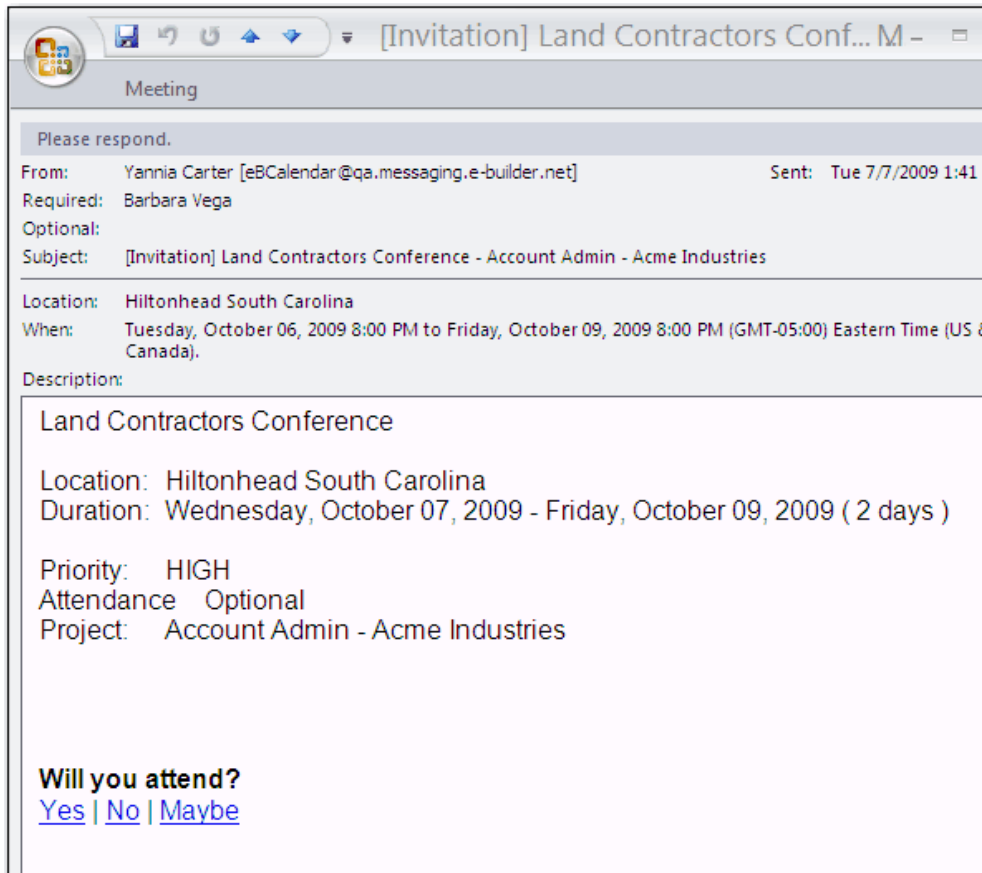 [Invitation] Land Contractors Conf... M
Meeting
Please respond.
From: Yannia Carter [eBCalendar@qa.messaging.e-builder.net] Sent: Tue 7/7/2009 1:41
Required: Barbara Vega
Optional:
Subject: [Invitation] Land Contractors Conference - Account Admin - Acme Industries
Location: Hiltonhead South Carolina
When: Tuesday, October 06, 2009 8:00 PM to Friday, October 09, 2009 8:00 PM (GMT-05:00) Eastern Time (US &
Canada).
Description:
Land Contractors Conference
Location: Hiltonhead South Carolina
Duration: Wednesday, October 07, 2009 - Friday, October 09, 2009 ( 2 days )
Priority: HIGH
Attendance Optional
Project: Account Admin - Acme Industries
Will you attend?
Yes | No | Maybe